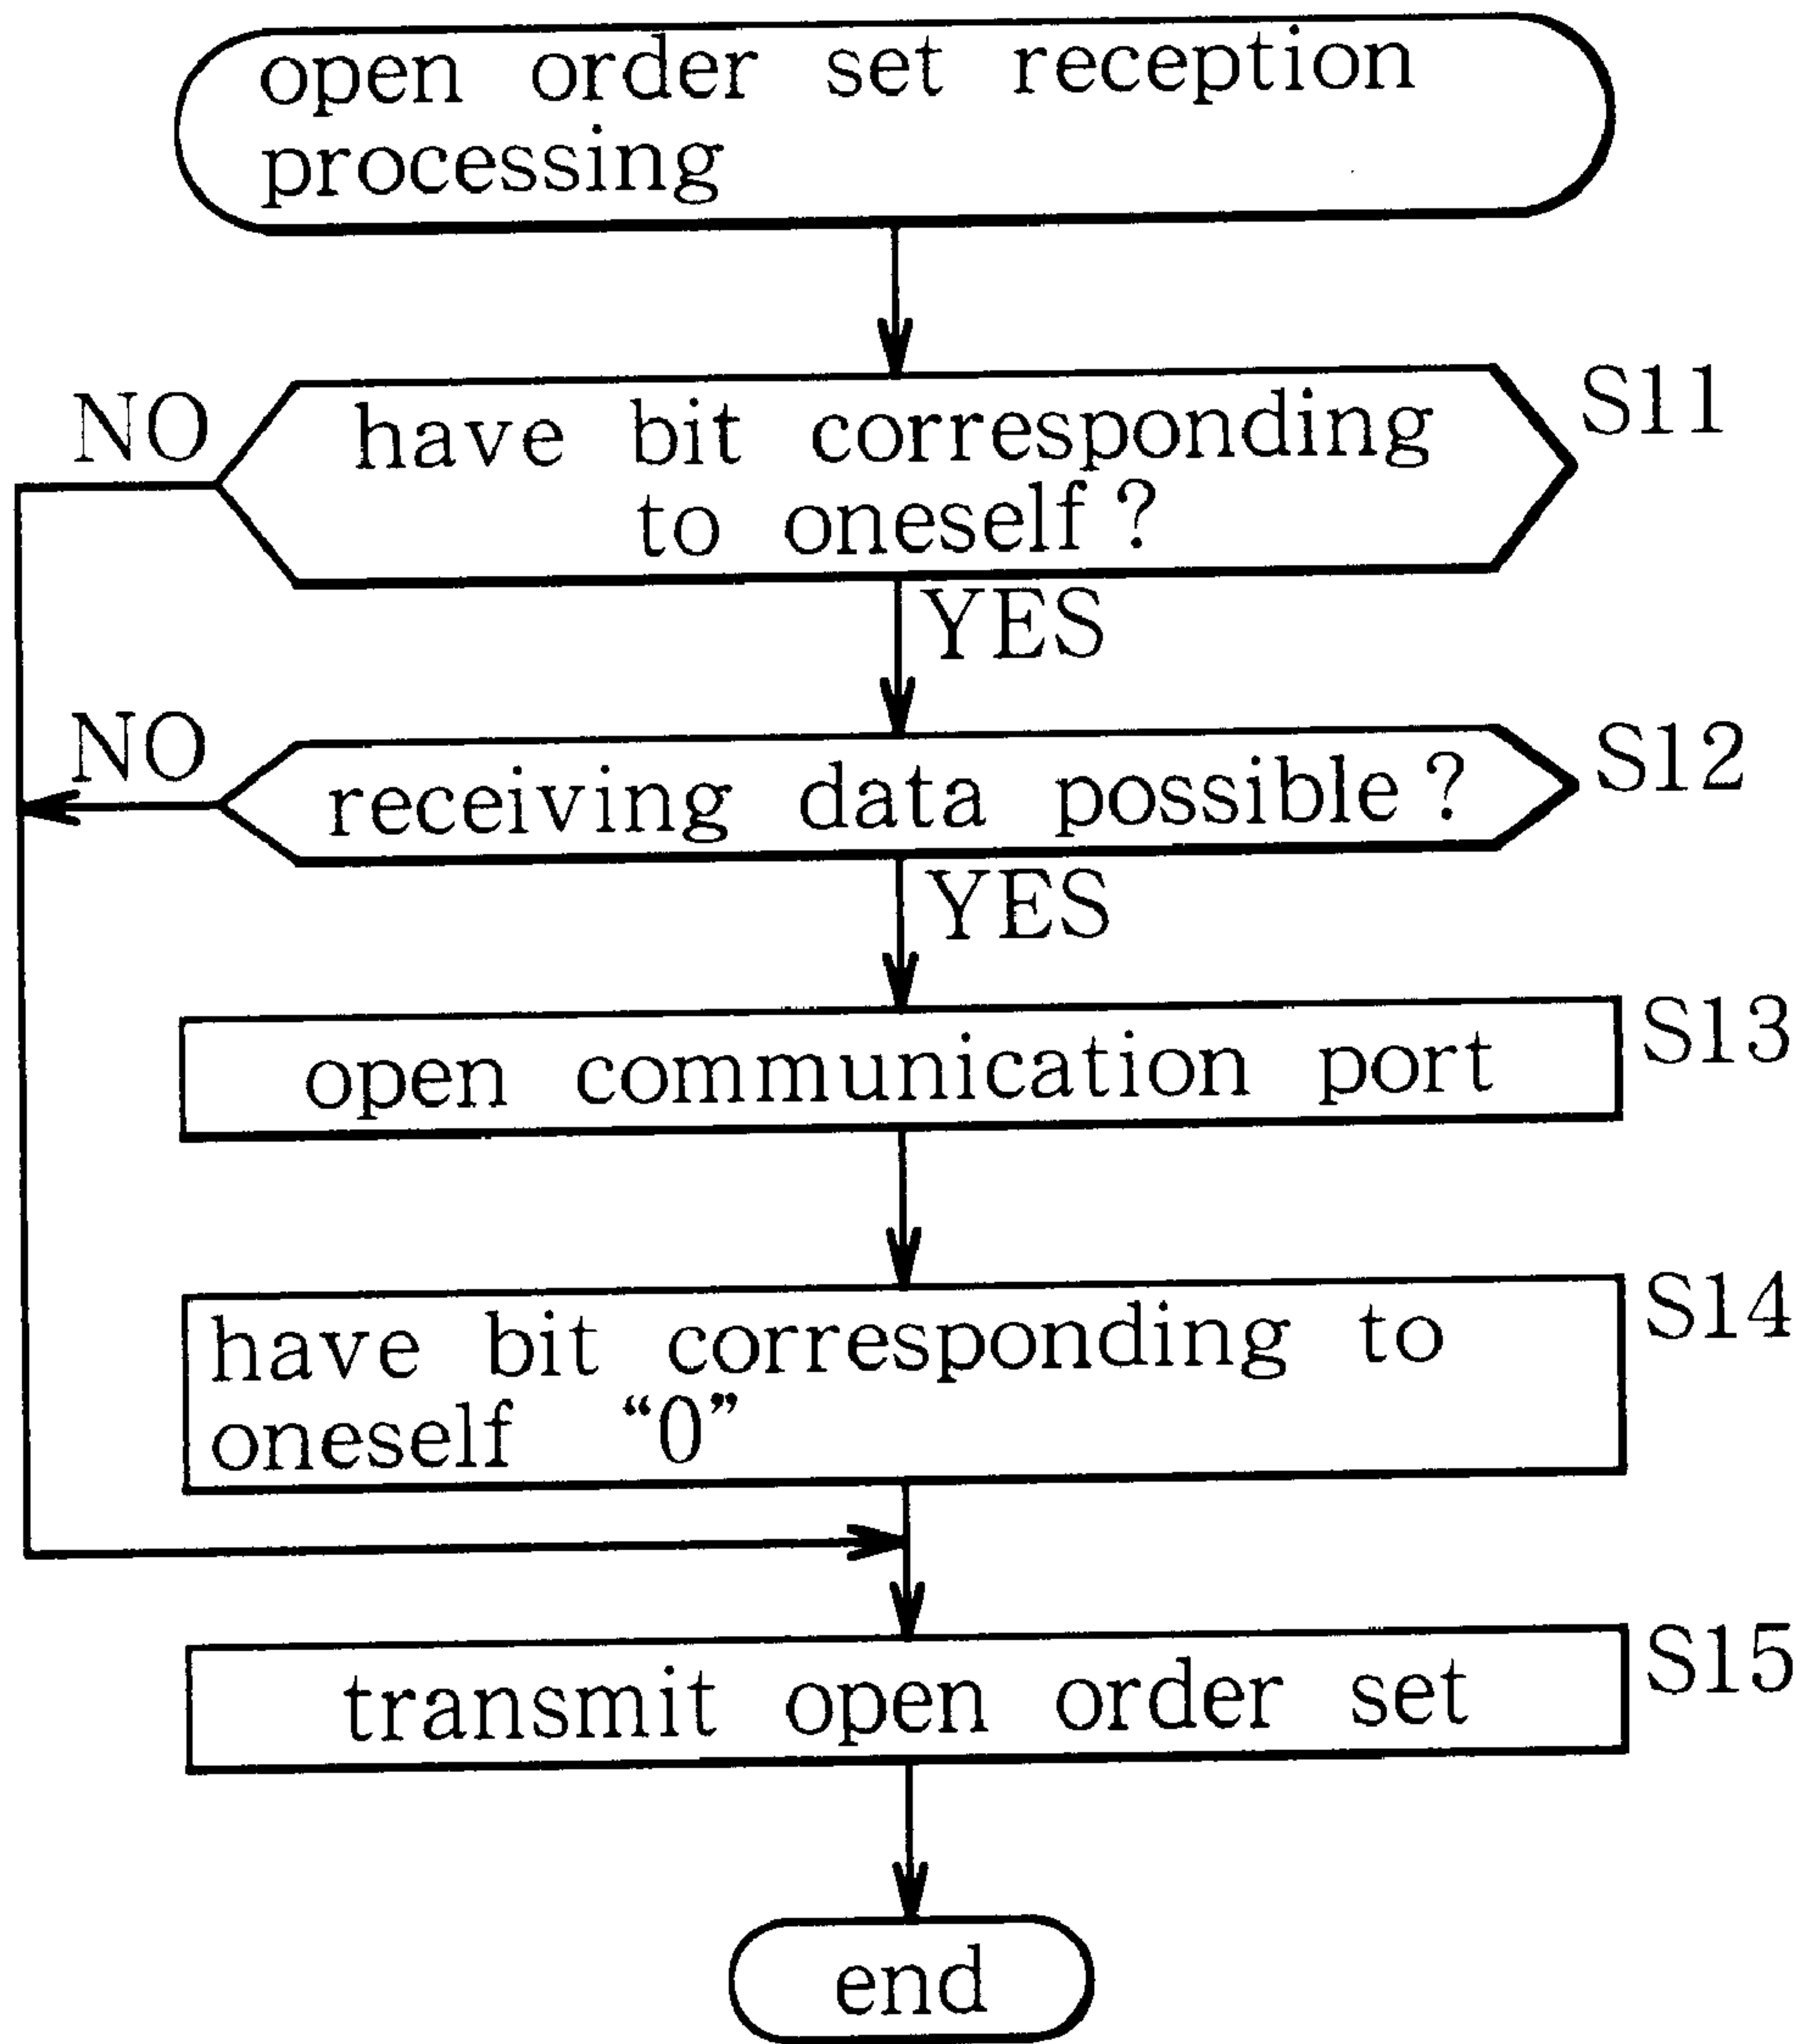 open order set reception
processing
NO
have bit corresponding
to oneself?
S11
YES
NO
receiving data possible?
S12
YES
open communication port
S13
have bit corresponding to
oneself “0”
S14
transmit open order set
S15
end